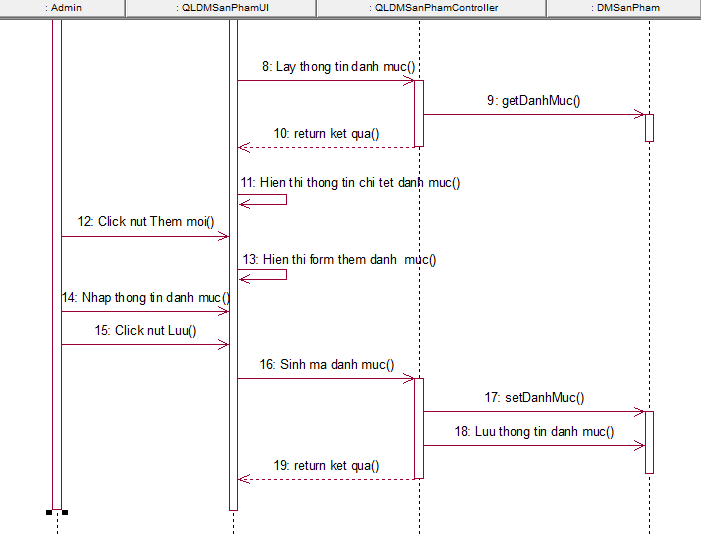 : Admin
: QLDMSanPhamUI
: QLDMSanPhamController
: DMSanPham
8: Lay thong tin danh muc()
9: getDanhMuc()
10: return ket qua()
11: Hien thi thong tin chi tet danh muc()
12: Click nut Them moi()
13: Hien thi form them danh  muc()
14: Nhap thong tin danh muc()
15: Click nut Luu()
16: Sinh ma danh muc()
17: setDanhMuc()
18: Luu thong tin danh muc()
19: return ket qua()